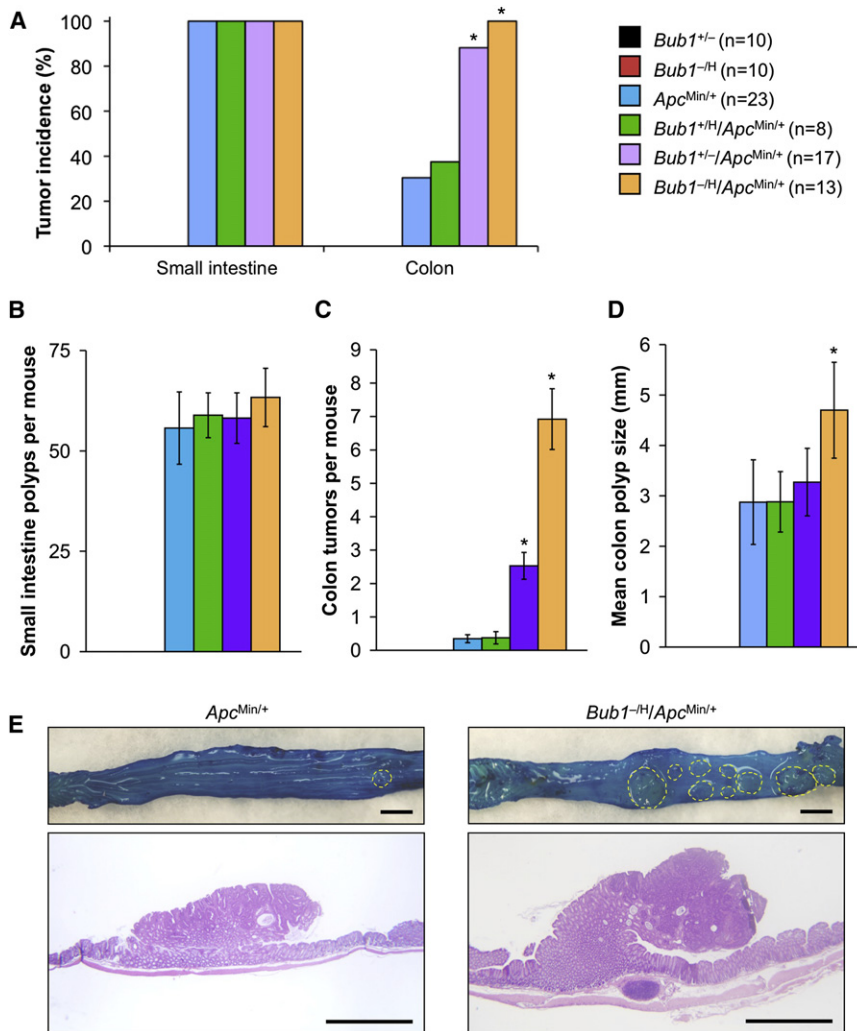 A
Tumor incidence (%)
100
80
60
40
20
0
*
*
Small intestine
Colon
Bub1+/– (n=10)
Bub1–/H (n=10)
ApcMin/+ (n=23)
Bub1+/H/ApcMin/+ (n=8)
Bub1+/–/ApcMin/+ (n=17)
Bub1–/H/ApcMin/+ (n=13)
B
Small intestine polyps per mouse
75
50
25
0
C
Colon tumors per mouse
9
8
7
6
5
4
3
2
1
0
*
*
D
Mean colon polyp size (mm)
6
5
4
3
2
1
0
*
E
ApcMin/+
Bub1–/H/ApcMin/+